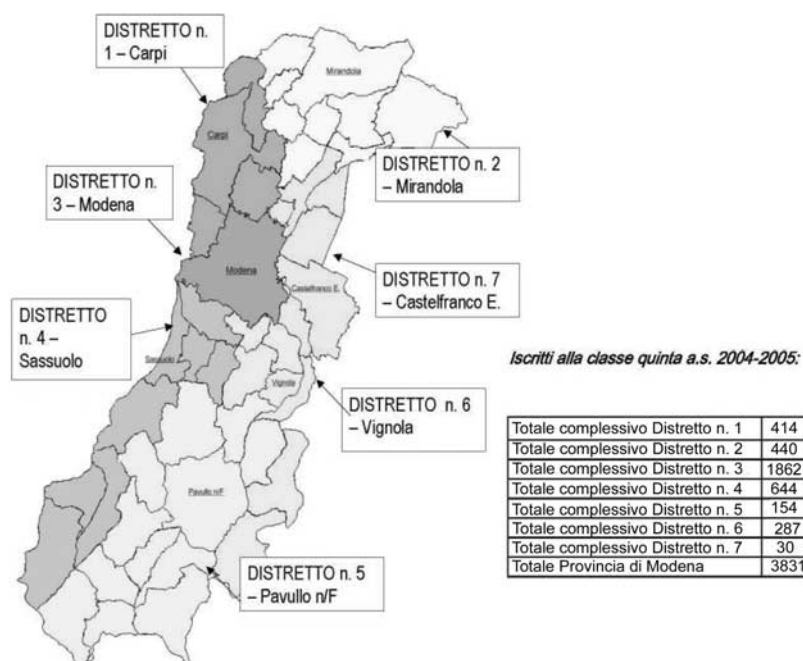 DISTRETTO n.
1 – Carpi
Mirandola
Carpi
DISTRETTO n. 2
– Mirandola
DISTRETTO n.
3 – Modena
Modena
DISTRETTO n. 7
– Castelfranco E.
Castelfranco E.
DISTRETTO
n. 4 –
Sassuolo
Sassuolo
Vignola
DISTRETTO n. 6
– Vignola
Pavullo n/F
DISTRETTO n. 5
– Pavullo n/F
Iscritti alla classe quinta a.s. 2004-2005:
Totale complessivo Distretto n. 1 414
Totale complessivo Distretto n. 2 440
Totale complessivo Distretto n. 3 1862
Totale complessivo Distretto n. 4 644
Totale complessivo Distretto n. 5 154
Totale complessivo Distretto n. 6 287
Totale complessivo Distretto n. 7 30
Totale Provincia di Modena 3831